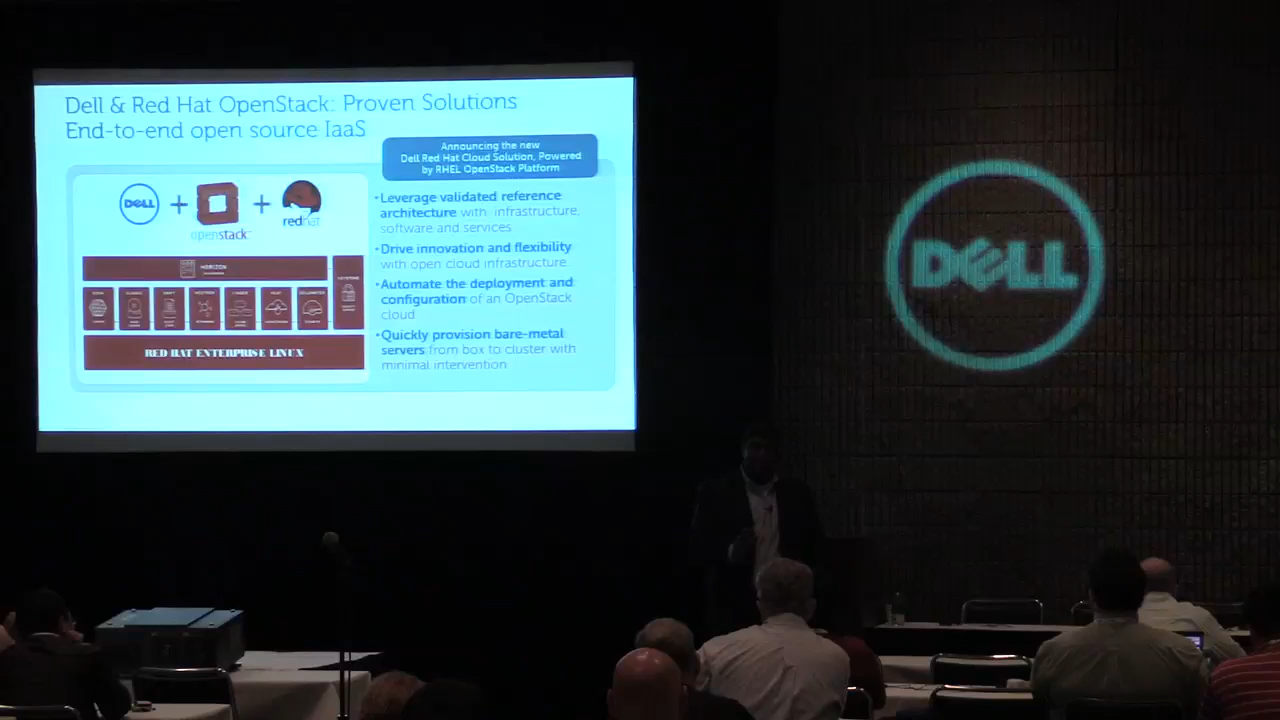 Dell & Red Hat OpenStack: Proven Solutions
End-to-end open source IaaS
Announcing the new
Dell Red Hat Cloud Solution, Powered
by RHEL OpenStack Platform
DELL
openstack
redhat
HORIZON
RED HAT ENTERPRISE LINUX
•Leverage validated reference
architecture with infrastructure,
software and services
•Drive innovation and flexibility
with open cloud infrastructure
•Automate the deployment and
configuration of an OpenStack
cloud
•Quickly provision bare-metal
servers from box to cluster with
minimal intervention
DELL